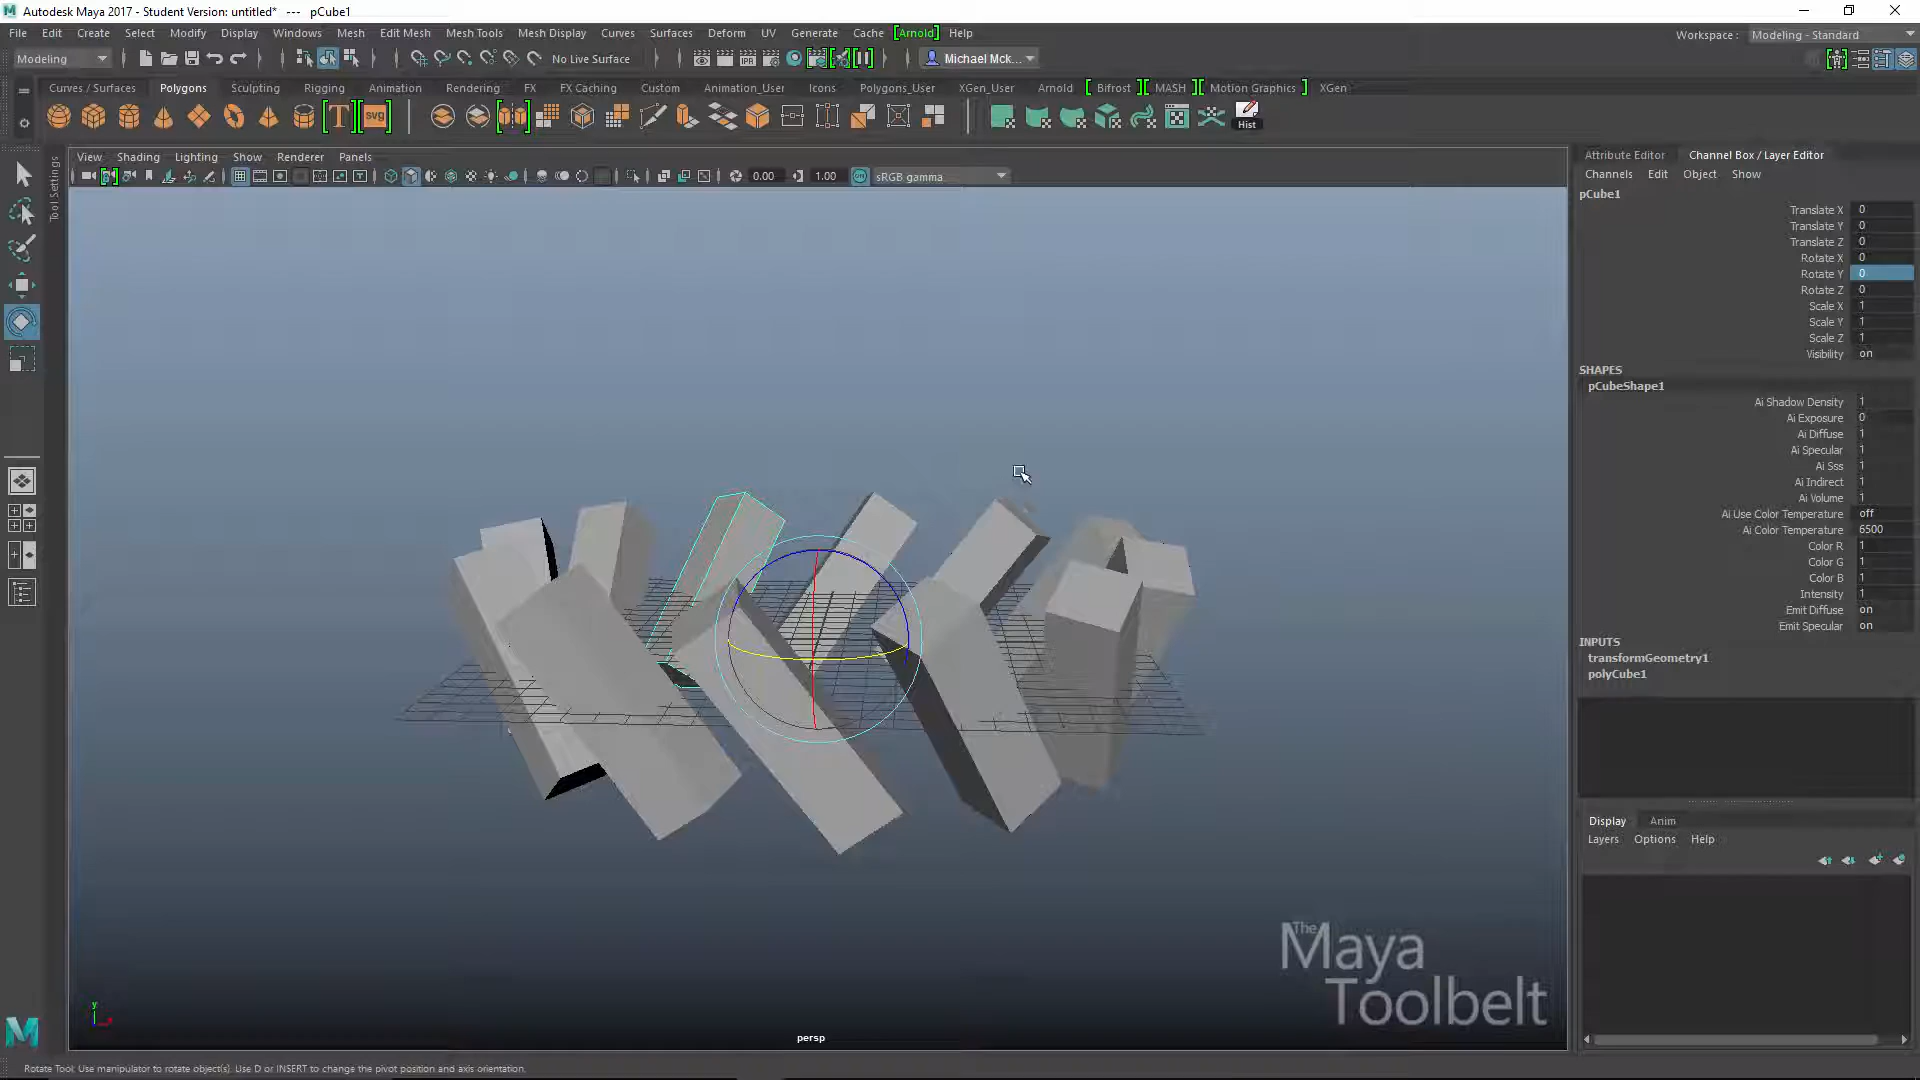 Autodesk Maya 2017 - Student Version: untitled* --- pCube1
File Edit Create Select Modify Display Windows Mesh Edit Mesh Mesh Tools Mesh Display Curves Surfaces Deform UV Generate Cache [Arnold] Help
Workspace : Modeling - Standard
Modeling No Live Surface Michael Mck...
Curves / Surfaces Polygons Sculpting Rigging Animation Rendering FX FX Caching Custom Animation_User Icons Polygons_User XGen_User Arnold [ Bifrost ] [ MASH ] [ Motion Graphics ] XGen
T svg IPR Hist
View Shading Lighting Show Renderer Panels
0.00 1.00 sRGB gamma
Tool Settings
Attribute Editor Channel Box / Layer Editor
Channels Edit Object Show
pCube1
Translate X 0
Translate Y 0
Translate Z 0
Rotate X 0
Rotate Y 0
Rotate Z 0
Scale X 1
Scale Y 1
Scale Z 1
Visibility on
SHAPES
pCubeShape1
Ai Shadow Density 1
Ai Exposure 0
Ai Diffuse 1
Ai Specular 1
Ai Sss 1
Ai Indirect 1
Ai Volume 1
Ai Use Color Temperature off
Ai Color Temperature 6500
Color R 1
Color G 1
Color B 1
Intensity 1
Emit Diffuse on
Emit Specular on
INPUTS
transformGeometry1
polyCube1
Display Anim
Layers Options Help
The
Maya
Toolbelt
y
persp
M
Rotate Tool: Use manipulator to rotate object(s). Use D or INSERT to change the pivot position and axis orientation.